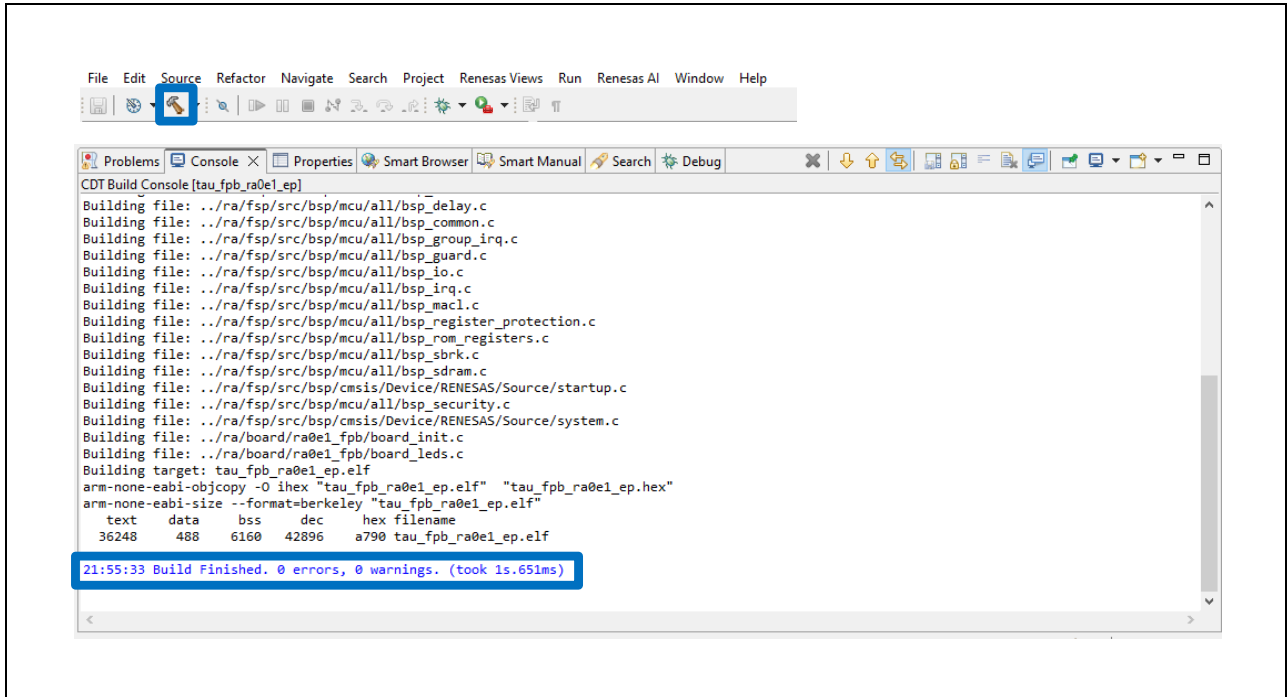 File Edit Source Refactor Navigate Search Project Renesas Views Run Renesas AI Window Help
Problems Console Properties Smart Browser Smart Manual Search Debug
CDT Build Console [tau_fpb_ra0e1_ep]
Building file: ../ra/fsp/src/bsp/mcu/all/bsp_delay.c
Building file: ../ra/fsp/src/bsp/mcu/all/bsp_common.c
Building file: ../ra/fsp/src/bsp/mcu/all/bsp_group_irq.c
Building file: ../ra/fsp/src/bsp/mcu/all/bsp_guard.c
Building file: ../ra/fsp/src/bsp/mcu/all/bsp_io.c
Building file: ../ra/fsp/src/bsp/mcu/all/bsp_irq.c
Building file: ../ra/fsp/src/bsp/mcu/all/bsp_macl.c
Building file: ../ra/fsp/src/bsp/mcu/all/bsp_register_protection.c
Building file: ../ra/fsp/src/bsp/mcu/all/bsp_rom_registers.c
Building file: ../ra/fsp/src/bsp/mcu/all/bsp_sbrk.c
Building file: ../ra/fsp/src/bsp/mcu/all/bsp_sdram.c
Building file: ../ra/fsp/src/bsp/cmsis/Device/RENESAS/Source/startup.c
Building file: ../ra/fsp/src/bsp/mcu/all/bsp_security.c
Building file: ../ra/fsp/src/bsp/cmsis/Device/RENESAS/Source/system.c
Building file: ../ra/board/ra0e1_fpb/board_init.c
Building file: ../ra/board/ra0e1_fpb/board_leds.c
Building target: tau_fpb_ra0e1_ep.elf
arm-none-eabi-objcopy -O ihex "tau_fpb_ra0e1_ep.elf" "tau_fpb_ra0e1_ep.hex"
arm-none-eabi-size --format=berkeley "tau_fpb_ra0e1_ep.elf"
text data bss dec hex filename
36248 488 6160 42896 a790 tau_fpb_ra0e1_ep.elf
21:55:33 Build Finished. 0 errors, 0 warnings. (took 1s.651ms)